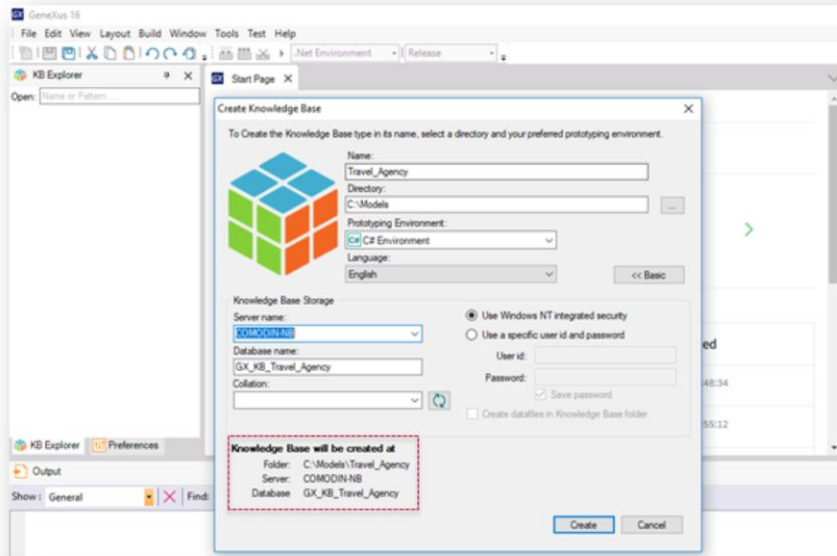 GX GeneXus 16
File Edit View Layout Build Window Tools Test Help
.Net Environment Release
KB Explorer
GX Start Page
Open: Name or Pattern ...
Create Knowledge Base
To Create the Knowledge Base type in its name, select a directory and your preferred prototyping environment.
Name:
Travel_Agency
Directory:
C:\Models
...
Prototyping Environment:
C# C# Environment
Language:
English
<< Basic
Knowledge Base Storage
Server name:
COMODIN-NB
Use Windows NT integrated security
Use a specific user id and password
Database name:
GX_KB_Travel_Agency
User id:
Password:
Collation:
Save password
Create datafiles in Knowledge Base folder
ed
48:34
55:12
Knowledge Base will be created at
Folder: C:\Models\Travel_Agency
Server: COMODIN-NB
Database GX_KB_Travel_Agency
KB Explorer Preferences
Output
Show: General Find:
Create Cancel